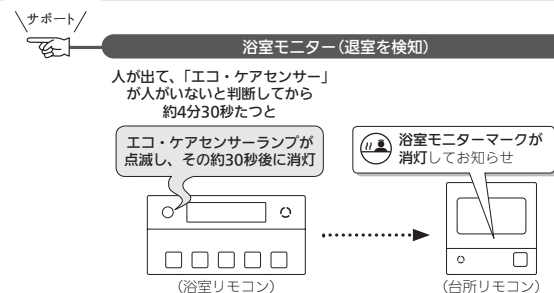 サポート
浴室モニター（退室を検知）
人が出て、「エコ・ケアセンサー」
が人がいないと判断してから
約4分30秒たつと
エコ・ケアセンサーランプが
点滅し、その約30秒後に消灯
浴室モニターマークが
消灯してお知らせ
（浴室リモコン）
（台所リモコン）